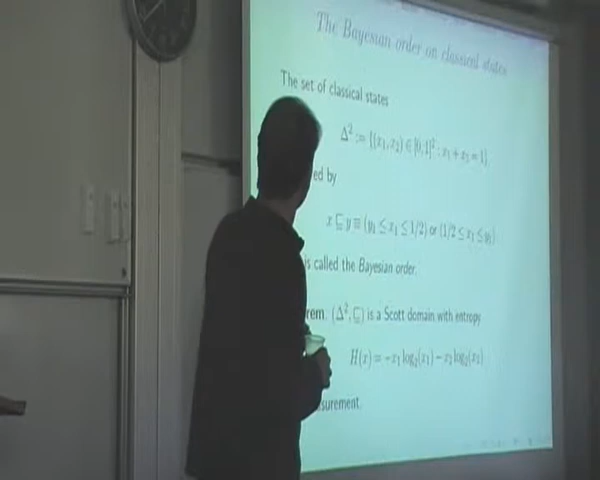 The Bayesian order on classical states
The set of classical states
Δ² := {(x₁, x₂) ∈ [0, 1]² : x₁ + x₂ = 1}
ed by
x ⊑ y ≡ (y₁ ≤ x₁ ≤ 1/2) or (1/2 ≤ x₁ ≤ y₁)
is called the Bayesian order.
rem. (Δ², ⊑) is a Scott domain with entropy
H(x) = −x₁ log₂(x₁) − x₂ log₂(x₂)
surement.